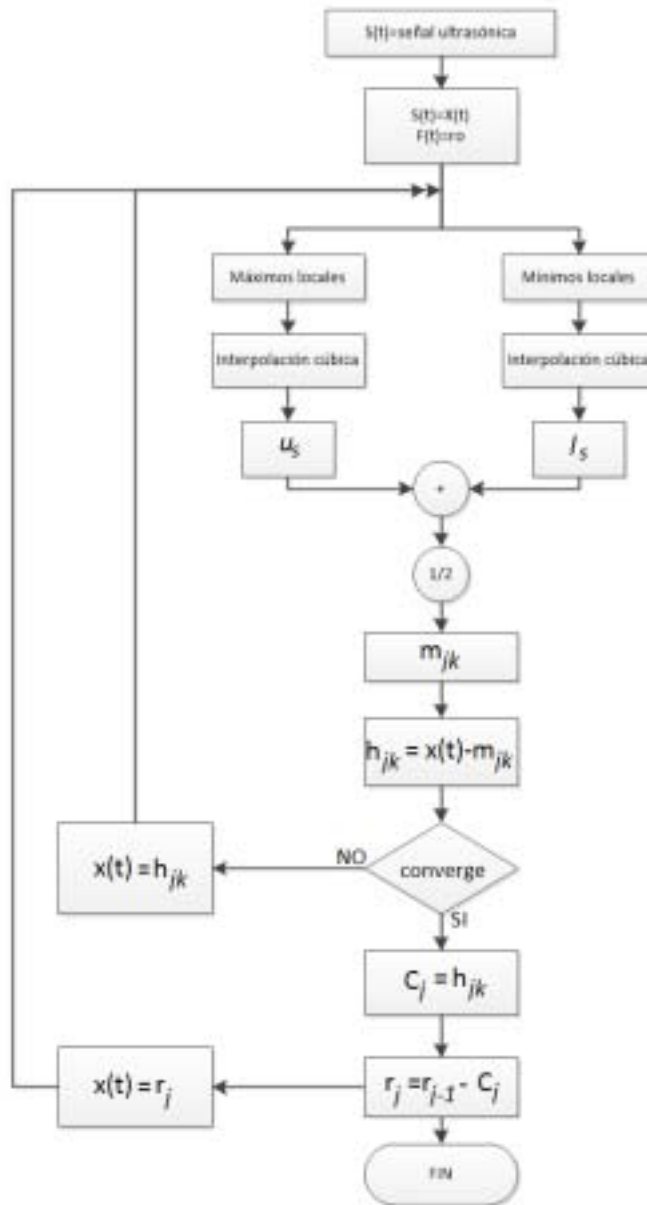 S(t)=señal ultrasónica
S(t)=X(t)
F(t)=ro
Máximos locales
Mínimos locales
Interpolación cúbica
Interpolación cúbica
u_s
l_s
+
1/2
m_jk
h_jk = x(t)-m_jk
NO
converge
x(t) = h_jk
SI
C_j = h_jk
x(t) = r_j
r_j =r_j-1 - C_j
FIN